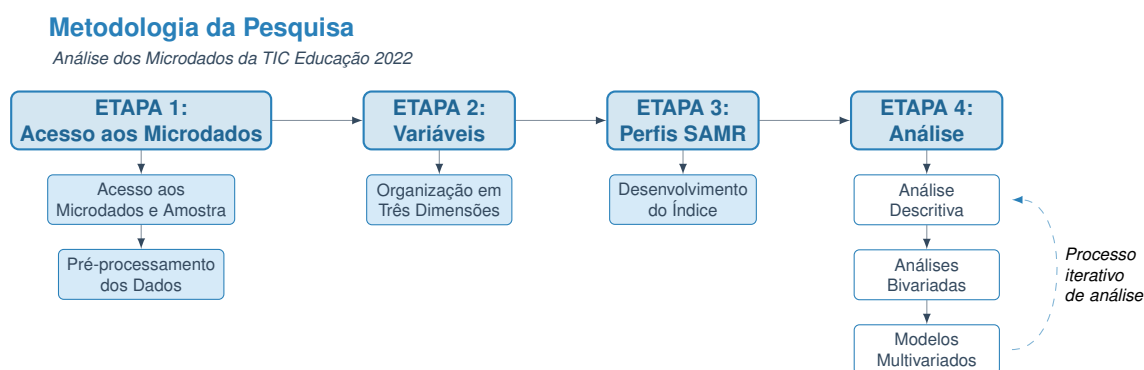 Metodologia da Pesquisa
Análise dos Microdados da TIC Educação 2022
ETAPA 1:
Acesso aos Microdados
ETAPA 2:
Variáveis
ETAPA 3:
Perfis SAMR
ETAPA 4:
Análise
Acesso aos
Microdados e Amostra
Pré-processamento
dos Dados
Organização em
Três Dimensões
Desenvolvimento
do Índice
Análise
Descritiva
Análises
Bivariadas
Modelos
Multivariados
Processo
iterativo
de análise